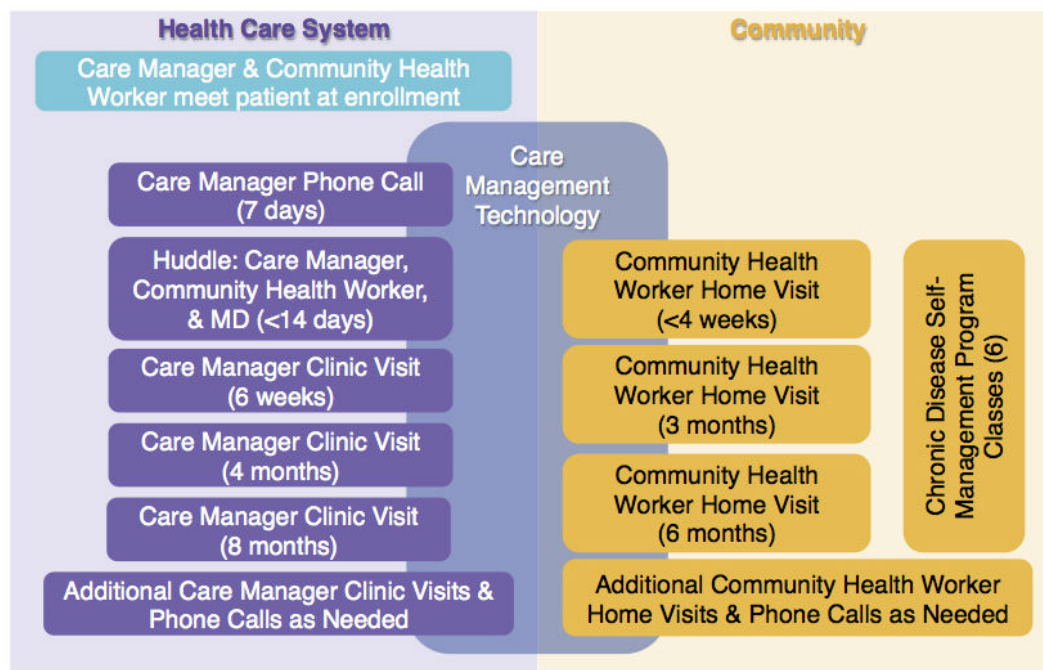 Health Care System
Care Manager & Community Health
Worker meet patient at enrollment
Care Manager Phone Call
(7 days)
Huddle: Care Manager,
Community Health Worker,
& MD (<14 days)
Care Manager Clinic Visit
(6 weeks)
Care Manager Clinic Visit
(4 months)
Care Manager Clinic Visit
(8 months)
Additional Care Manager Clinic Visits &
Phone Calls as Needed
Care
Management
Technology
Community
Community Health
Worker Home Visit
(<4 weeks)
Community Health
Worker Home Visit
(3 months)
Community Health
Worker Home Visit
(6 months)
Chronic Disease Self-
Management Program
Classes (6)
Additional Community Health Worker
Home Visits & Phone Calls as Needed